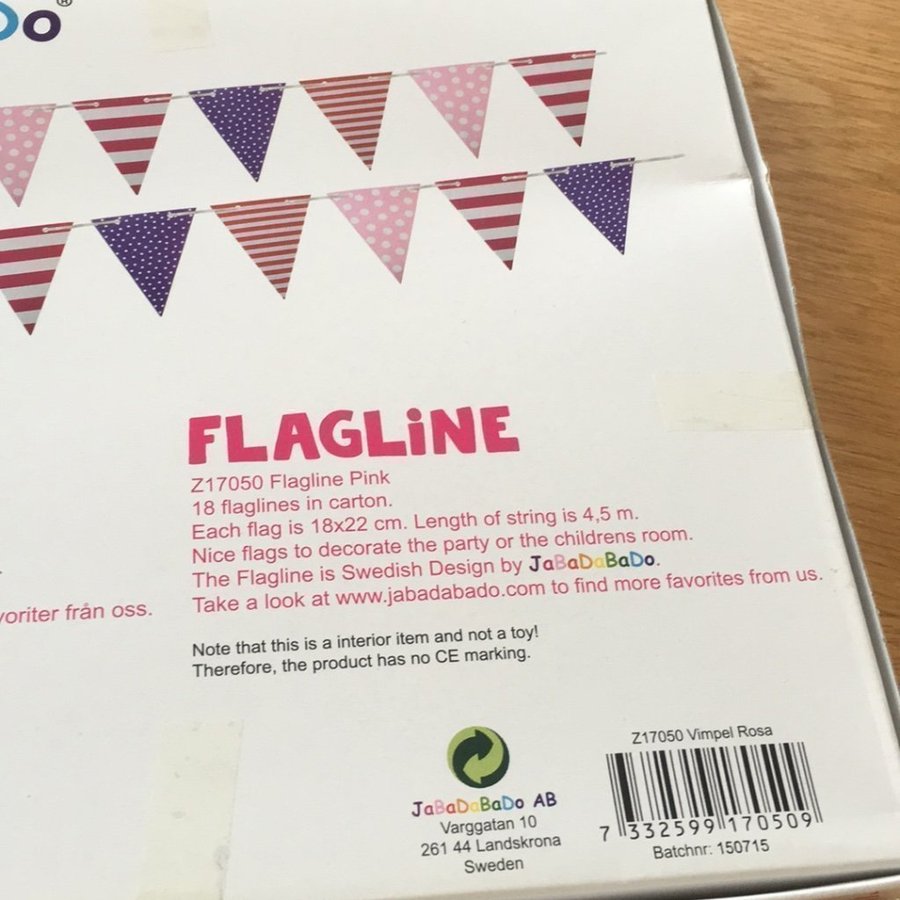 Do®
FLAGLiNE
Z17050 Flagline Pink
18 flaglines in carton.
Each flag is 18x22 cm. Length of string is 4,5 m.
Nice flags to decorate the party or the childrens room.
The Flagline is Swedish Design by JaBaDaBaDo.
Take a look at www.jabadabado.com to find more favorites from us.
voriter från oss.
Note that this is a interior item and not a toy!
Therefore, the product has no CE marking.
JaBaDaBaDo AB
Varggatan 10
261 44 Landskrona
Sweden
Z17050 Vimpel Rosa
7 332599 170509
Batchnr: 150715